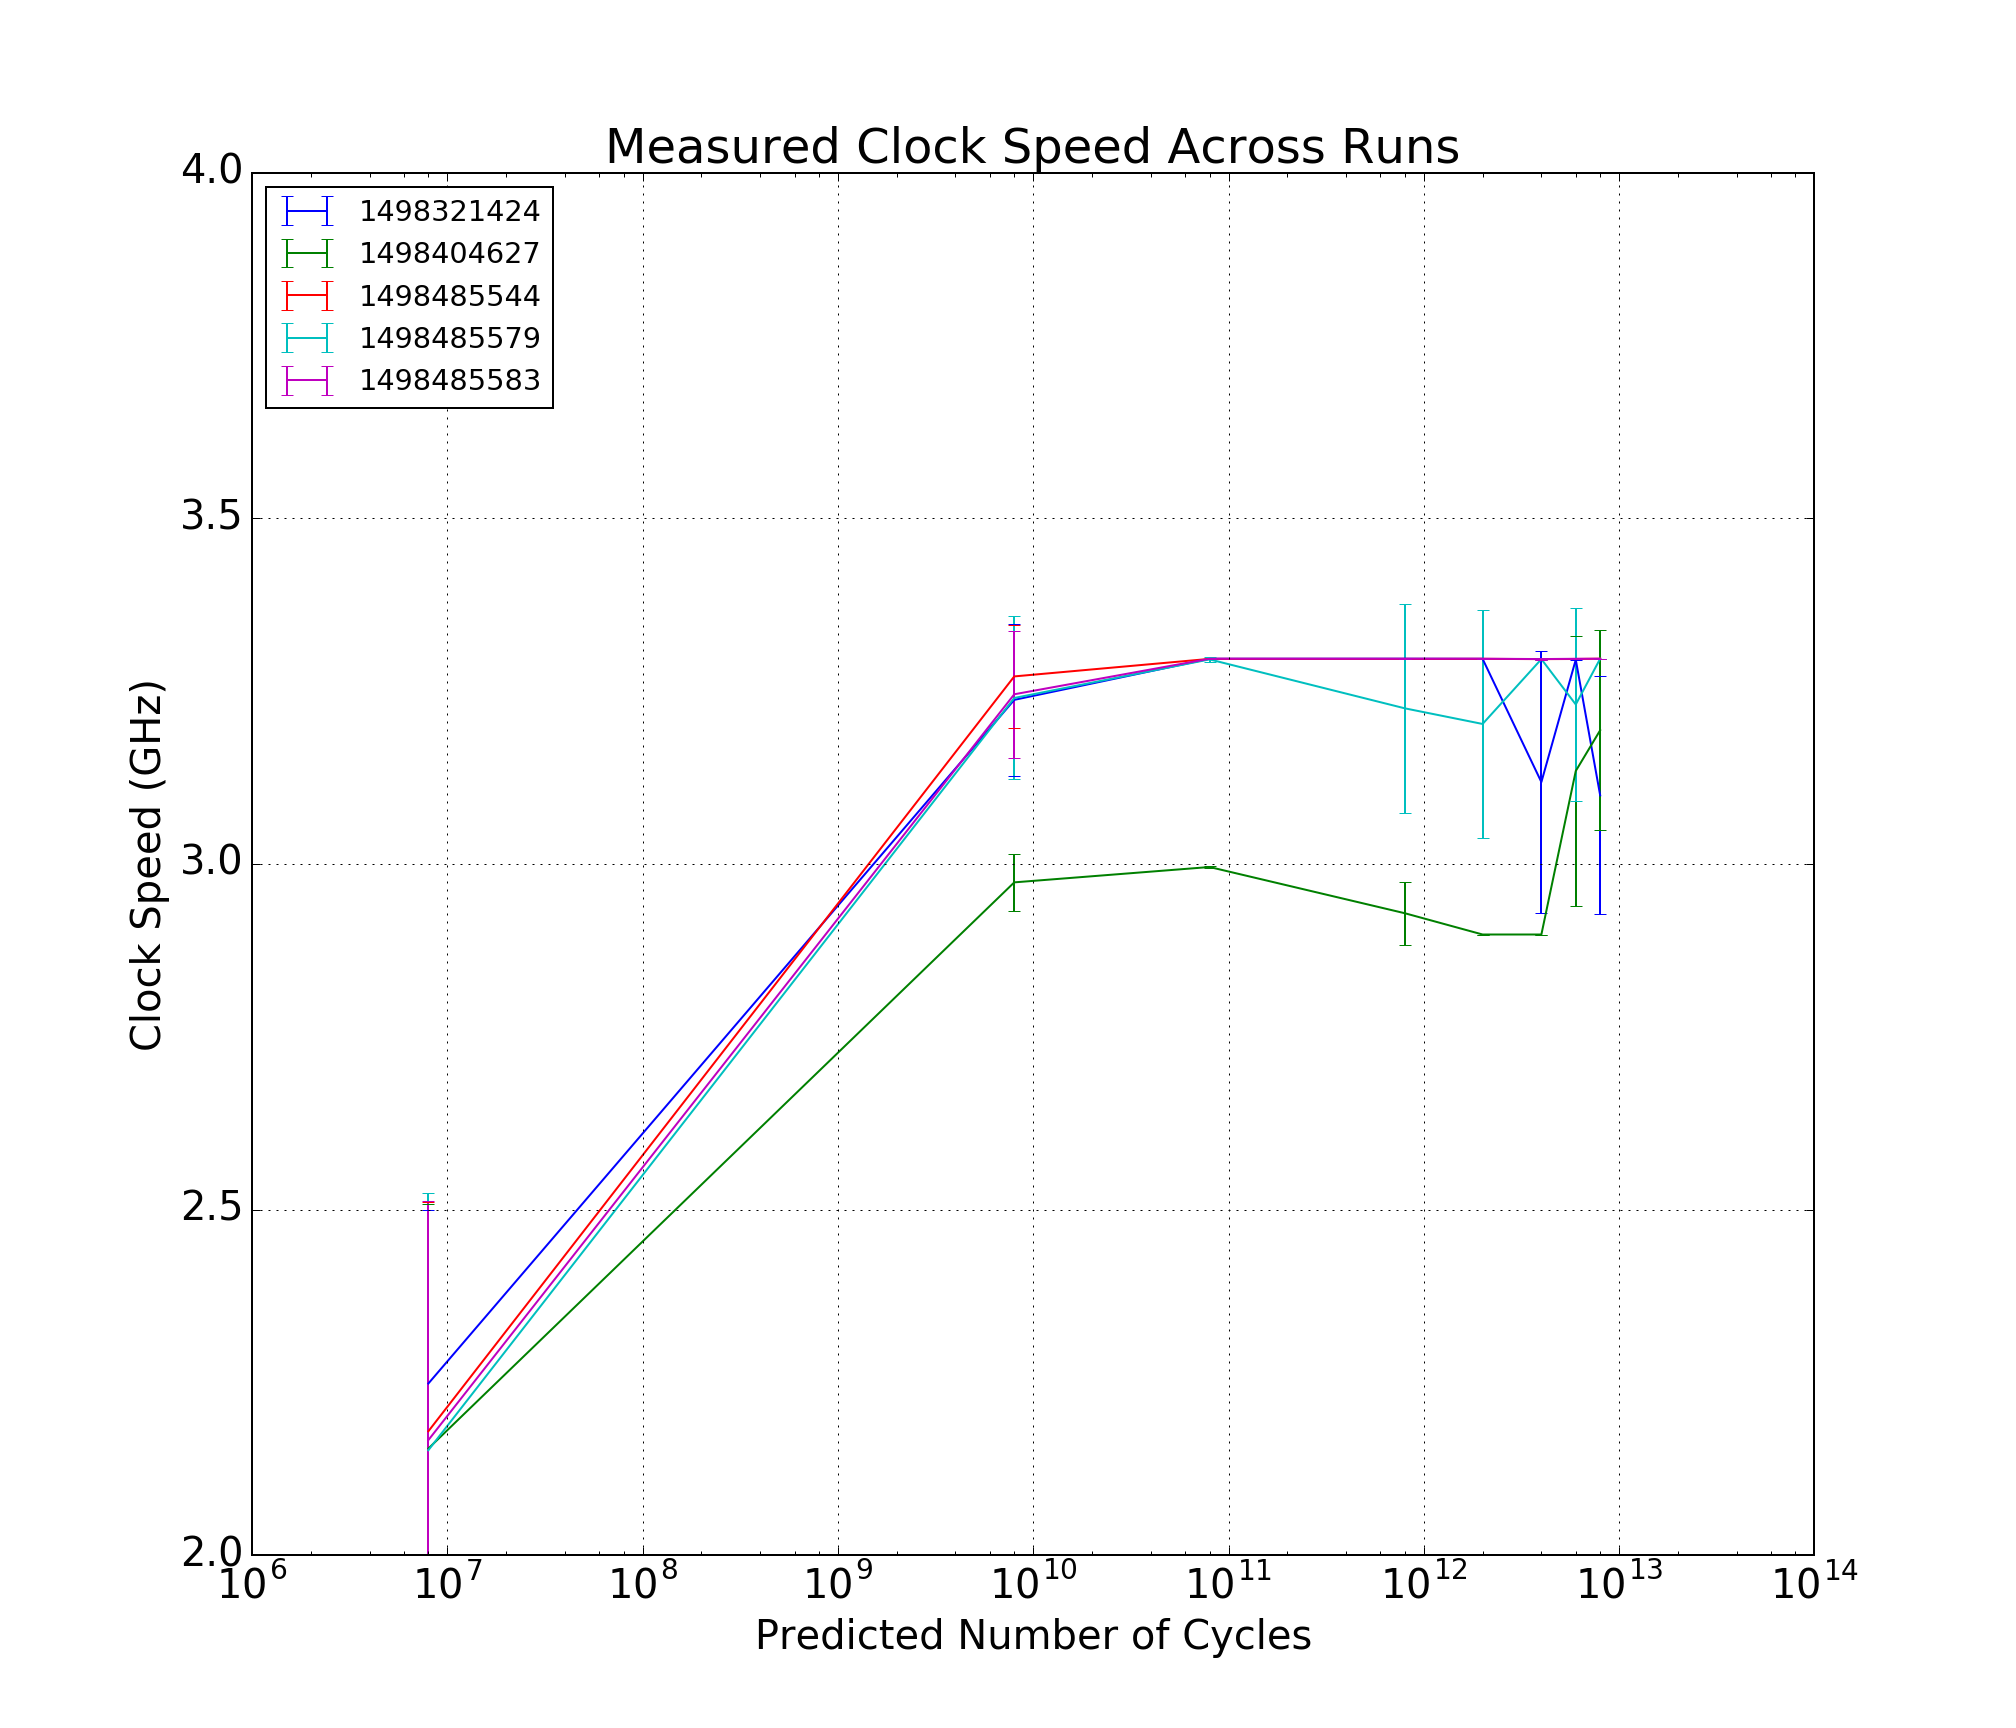 Measured Clock Speed Across Runs
4.0
3.5
3.0
2.5
2.0
Clock Speed (GHz)
1498321424
1498404627
1498485544
1498485579
1498485583
10^6 10^7 10^8 10^9 10^10 10^11 10^12 10^13 10^14
Predicted Number of Cycles